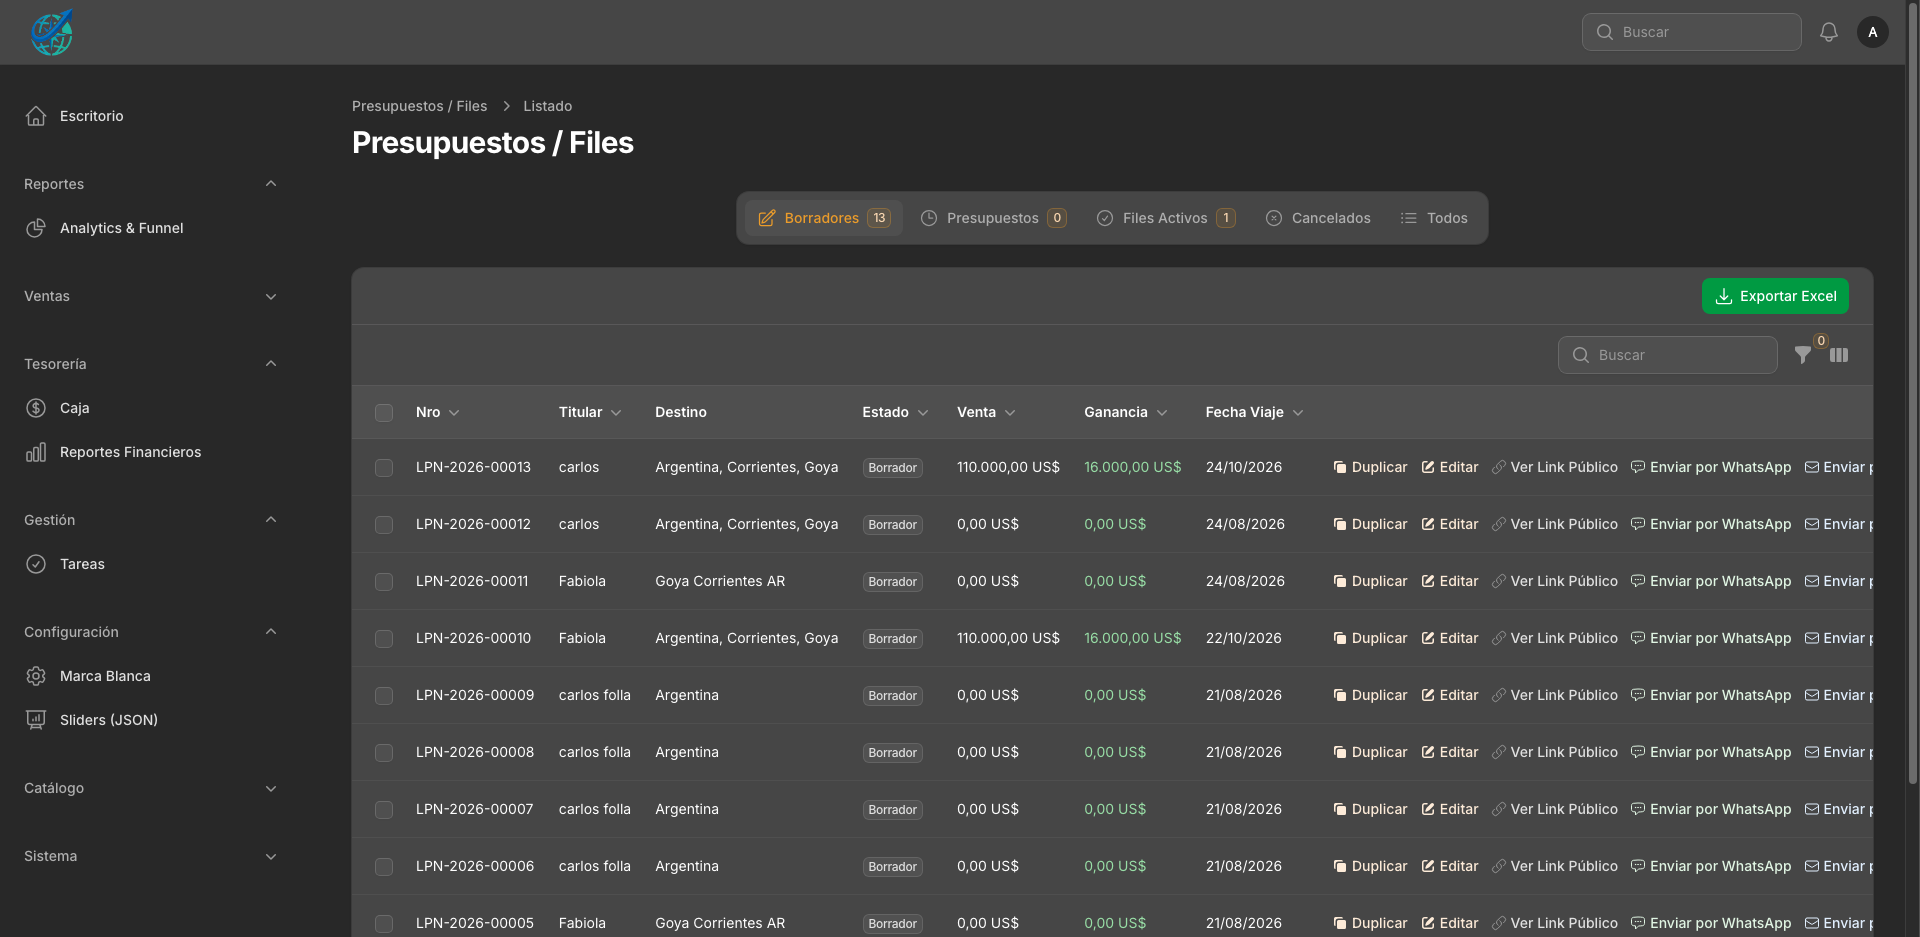 Buscar
A
Escritorio
Reportes
Analytics & Funnel
Ventas
Tesorería
Caja
Reportes Financieros
Gestión
Tareas
Configuración
Marca Blanca
Sliders (JSON)
Catálogo
Sistema
Presupuestos / Files > Listado
Presupuestos / Files
Borradores 13 Presupuestos 0 Files Activos 1 Cancelados Todos
Exportar Excel
Buscar 0
Nro Titular Destino Estado Venta Ganancia Fecha Viaje
LPN-2026-00013 carlos Argentina, Corrientes, Goya Borrador 110.000,00 US$ 16.000,00 US$ 24/10/2026 Duplicar Editar Ver Link Público Enviar por WhatsApp Enviar p
LPN-2026-00012 carlos Argentina, Corrientes, Goya Borrador 0,00 US$ 0,00 US$ 24/08/2026 Duplicar Editar Ver Link Público Enviar por WhatsApp Enviar p
LPN-2026-00011 Fabiola Goya Corrientes AR Borrador 0,00 US$ 0,00 US$ 24/08/2026 Duplicar Editar Ver Link Público Enviar por WhatsApp Enviar p
LPN-2026-00010 Fabiola Argentina, Corrientes, Goya Borrador 110.000,00 US$ 16.000,00 US$ 22/10/2026 Duplicar Editar Ver Link Público Enviar por WhatsApp Enviar p
LPN-2026-00009 carlos folla Argentina Borrador 0,00 US$ 0,00 US$ 21/08/2026 Duplicar Editar Ver Link Público Enviar por WhatsApp Enviar p
LPN-2026-00008 carlos folla Argentina Borrador 0,00 US$ 0,00 US$ 21/08/2026 Duplicar Editar Ver Link Público Enviar por WhatsApp Enviar p
LPN-2026-00007 carlos folla Argentina Borrador 0,00 US$ 0,00 US$ 21/08/2026 Duplicar Editar Ver Link Público Enviar por WhatsApp Enviar p
LPN-2026-00006 carlos folla Argentina Borrador 0,00 US$ 0,00 US$ 21/08/2026 Duplicar Editar Ver Link Público Enviar por WhatsApp Enviar p
LPN-2026-00005 Fabiola Goya Corrientes AR Borrador 0,00 US$ 0,00 US$ 21/08/2026 Duplicar Editar Ver Link Público Enviar por WhatsApp Enviar p